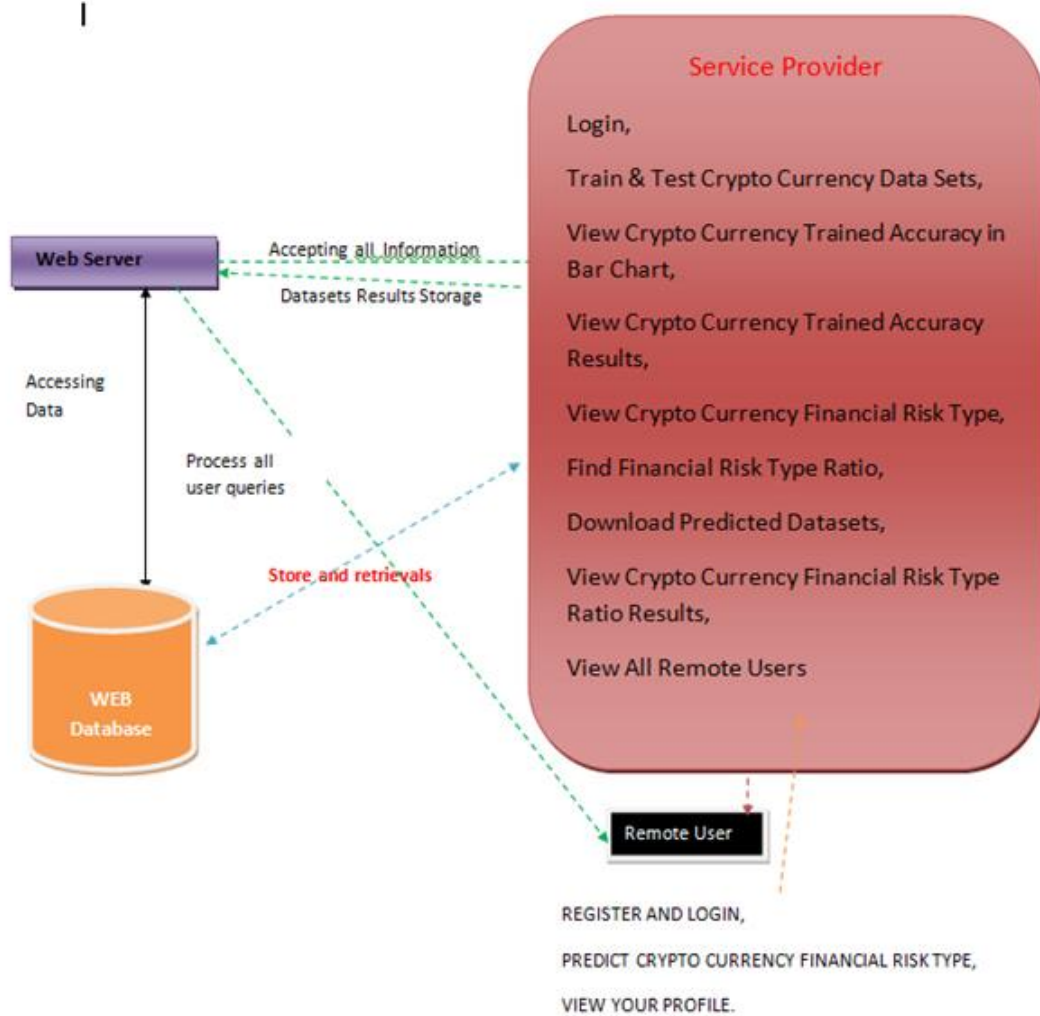 Service Provider
Login,
Train & Test Crypto Currency Data Sets,
View Crypto Currency Trained Accuracy in
Bar Chart,
View Crypto Currency Trained Accuracy
Results,
View Crypto Currency Financial Risk Type,
Find Financial Risk Type Ratio,
Download Predicted Datasets,
View Crypto Currency Financial Risk Type
Ratio Results,
View All Remote Users
Web Server
Accepting all Information
Datasets Results Storage
Accessing
Data
Process all
user queries
Store and retrievals
WEB
Database
Remote User
REGISTER AND LOGIN,
PREDICT CRYPTO CURRENCY FINANCIAL RISK TYPE,
VIEW YOUR PROFILE.